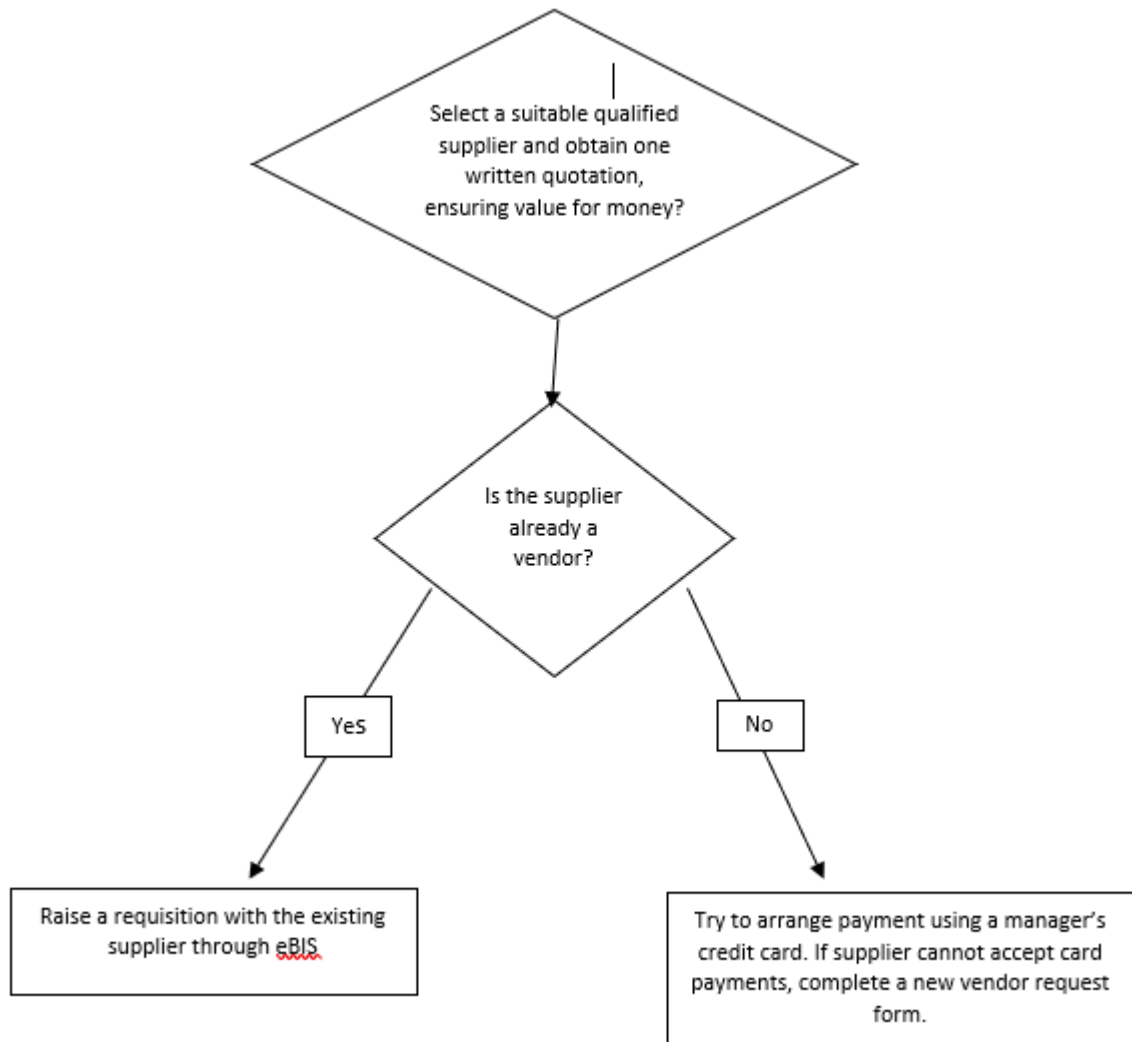 Select a suitable qualified
supplier and obtain one
written quotation,
ensuring value for money?
Is the supplier
already a
vendor?
Yes
No
Raise a requisition with the existing
supplier through eBIS
Try to arrange payment using a manager’s
credit card. If supplier cannot accept card
payments, complete a new vendor request
form.